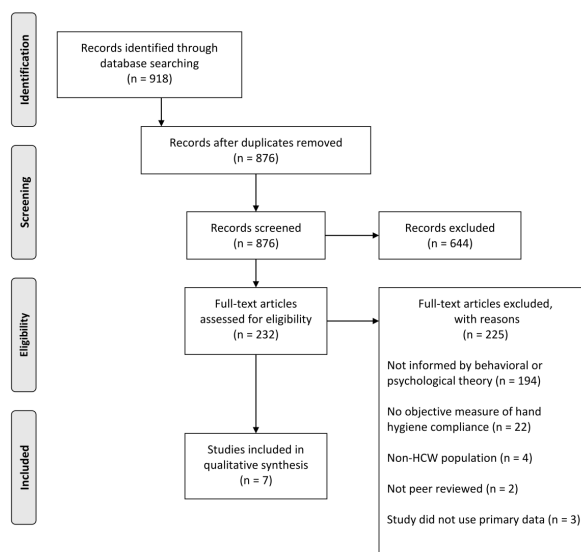 Identification
Records identified through
database searching
(n = 918)
Records after duplicates removed
(n = 876)
Screening
Records screened
(n = 876)
Records excluded
(n = 644)
Eligibility
Full-text articles
assessed for eligibility
(n = 232)
Full-text articles excluded,
with reasons
(n = 225)
Not informed by behavioral or
psychological theory (n = 194)
No objective measure of hand
hygiene compliance (n = 22)
Non-HCW population (n = 4)
Not peer reviewed (n = 2)
Study did not use primary data (n = 3)
Included
Studies included in
qualitative synthesis
(n = 7)